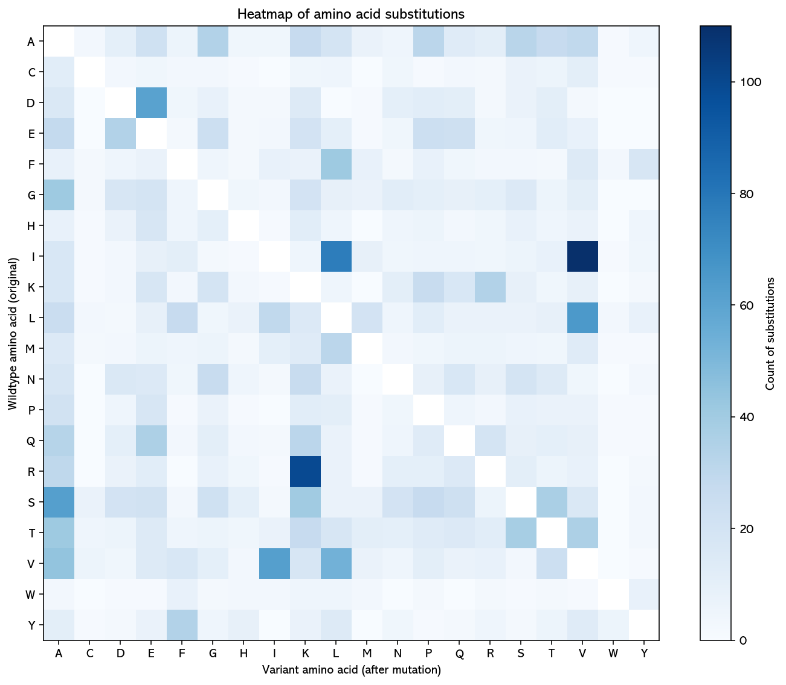 Heatmap of amino acid substitutions
A
C
D
E
F
G
H
I
K
L
M
N
P
Q
R
S
T
V
W
Y
Wildtype amino acid (original)
A C D E F G H I K L M N P Q R S T V W Y
Variant amino acid (after mutation)
100
80
60
40
20
0
Count of substitutions